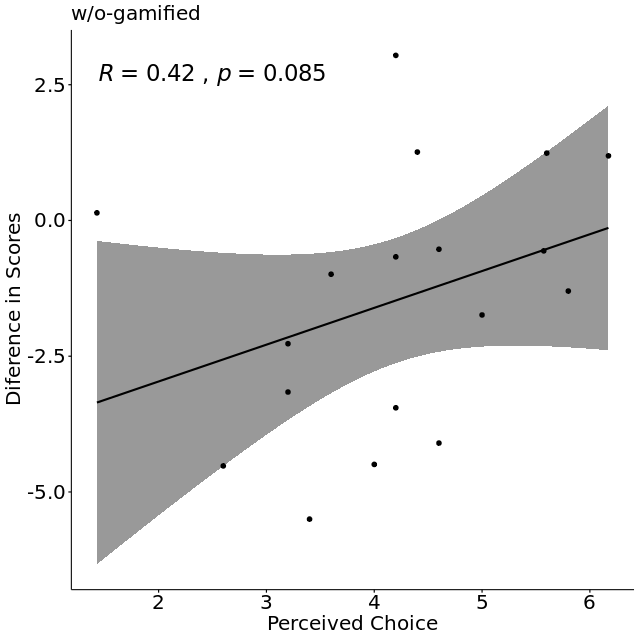 w/o-gamified
R = 0.42 , p = 0.085
2.5
0.0
-2.5
-5.0
Diference in Scores
2 3 4 5 6
Perceived Choice